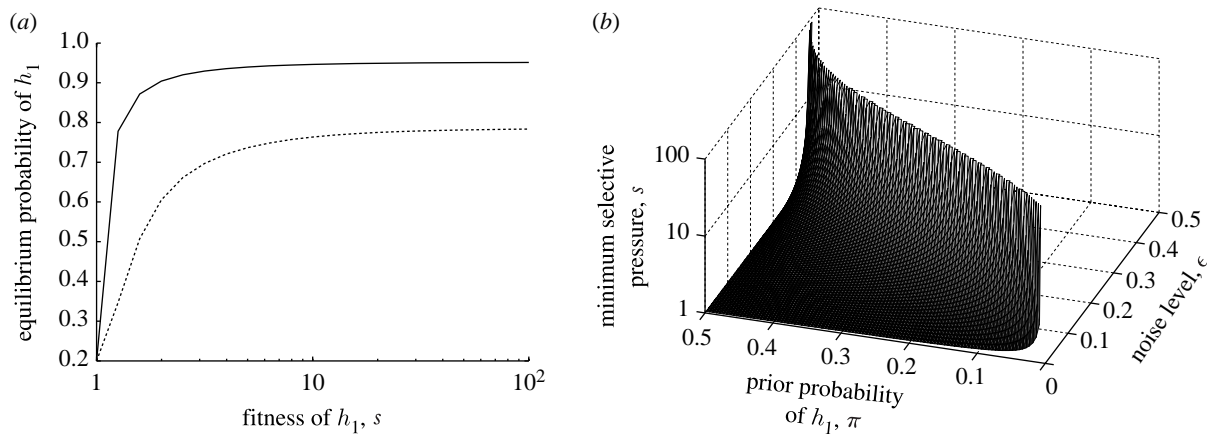 (a)
1.0
0.9
0.8
0.7
0.6
0.5
0.4
0.3
0.2
equilibrium probability of h₁
1
10
10²
fitness of h₁, s
(b)
minimum selective
pressure, s
100
10
1
0.5
0.4
0.3
0.2
0.1
0
prior probability
of h₁, π
0.5
0.4
0.3
0.2
0.1
noise level, ϵ